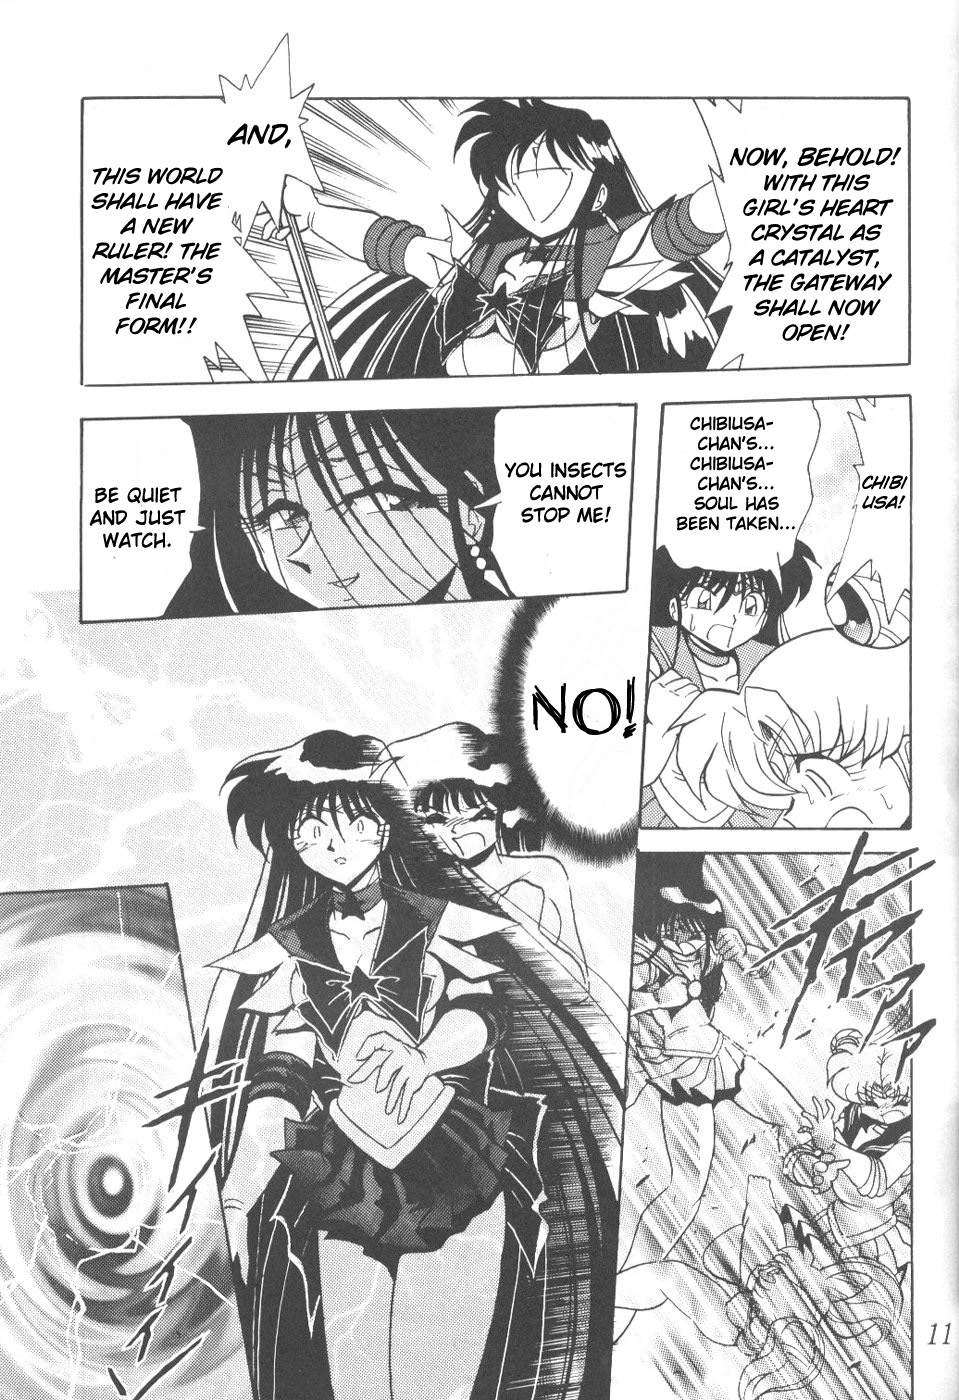 NOW, BEHOLD!
WITH THIS
GIRL'S HEART
CRYSTAL AS
A CATALYST,
THE GATEWAY
SHALL NOW
OPEN!
AND,
THIS WORLD
SHALL HAVE
A NEW
RULER! THE
MASTER'S
FINAL
FORM!!
CHIBI
USA!
CHIBIUSA-
CHAN'S...
CHIBIUSA-
CHAN'S...
SOUL HAS
BEEN TAKEN...
YOU INSECTS
CANNOT
STOP ME!
BE QUIET
AND JUST
WATCH.
NO!
11